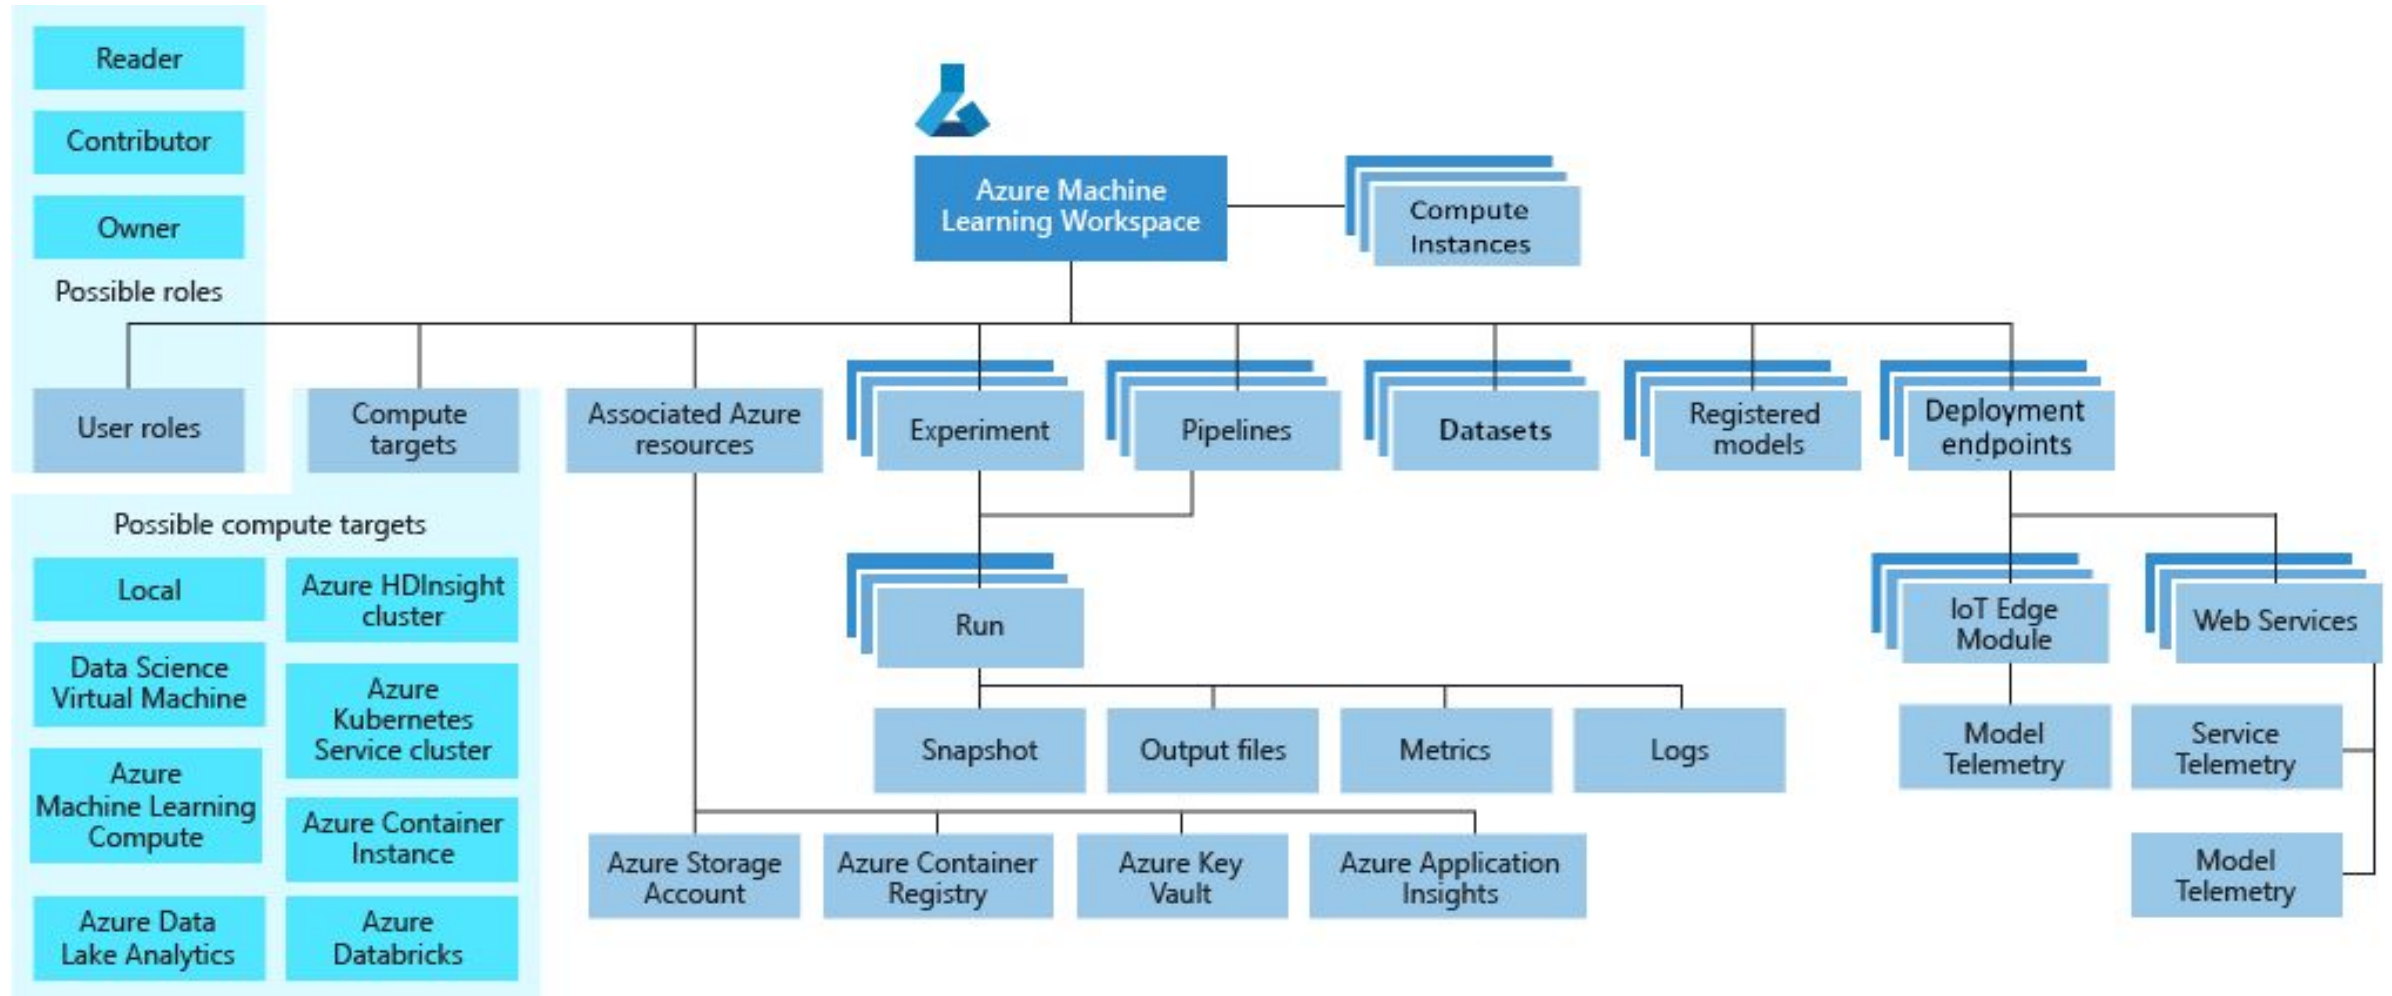 Reader
Contributor
Owner
Possible roles
Azure Machine
Learning Workspace
Compute
Instances
User roles
Compute
targets
Associated Azure
resources
Experiment
Pipelines
Datasets
Registered
models
Deployment
endpoints
Possible compute targets
Local
Azure HDInsight
cluster
Data Science
Virtual Machine
Azure
Kubernetes
Service cluster
Azure
Machine Learning
Compute
Azure Container
Instance
Azure Data
Lake Analytics
Azure
Databricks
Run
IoT Edge
Module
Web Services
Snapshot
Output files
Metrics
Logs
Model
Telemetry
Service
Telemetry
Azure Storage
Account
Azure Container
Registry
Azure Key
Vault
Azure Application
Insights
Model
Telemetry